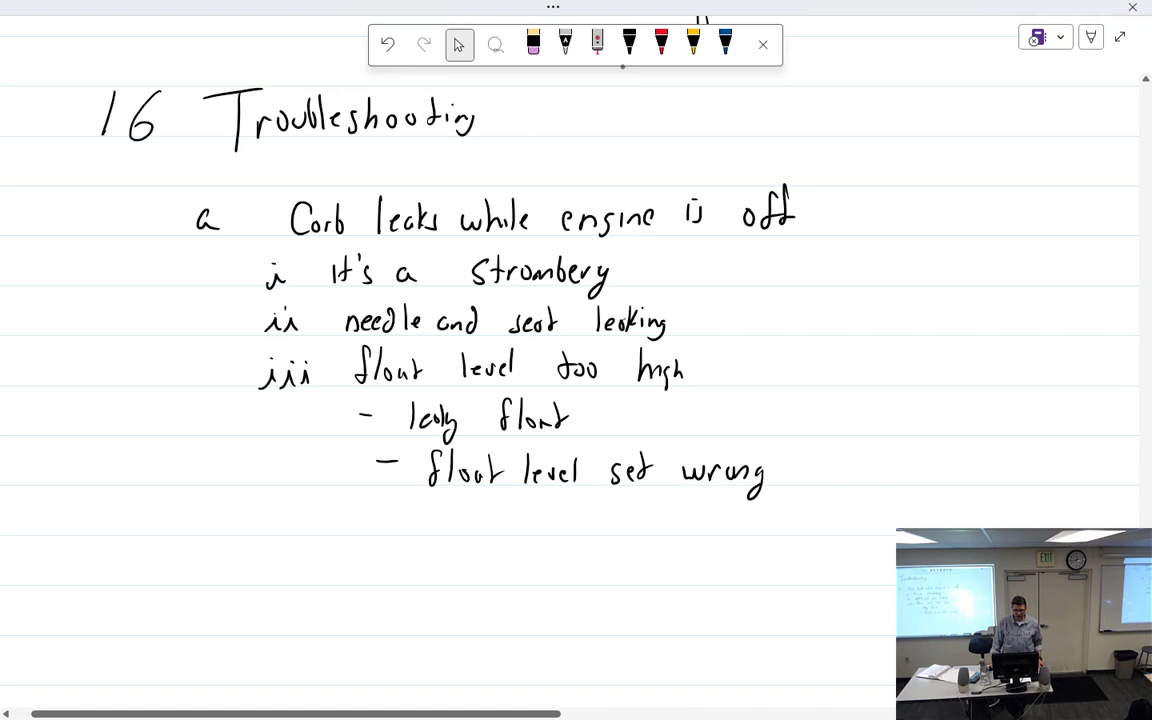 16 Troubleshooting
a Carb leaks while engine is off
i It's a Stromberg
ii needle and seat leaking
iii float level too high
- leaky float
- float level set wrong
EXIT